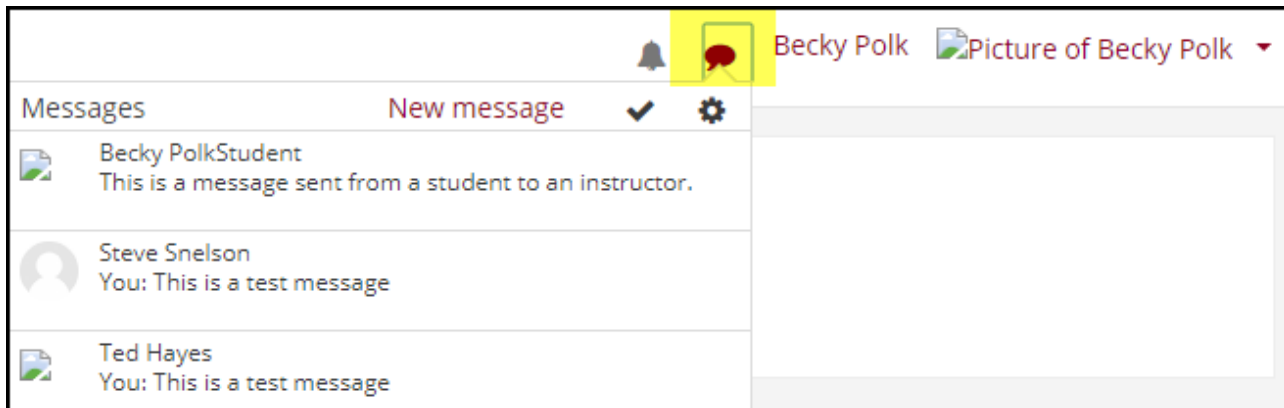 Becky Polk Picture of Becky Polk
Messages New message
Becky PolkStudent
This is a message sent from a student to an instructor.
Steve Snelson
You: This is a test message
Ted Hayes
You: This is a test message